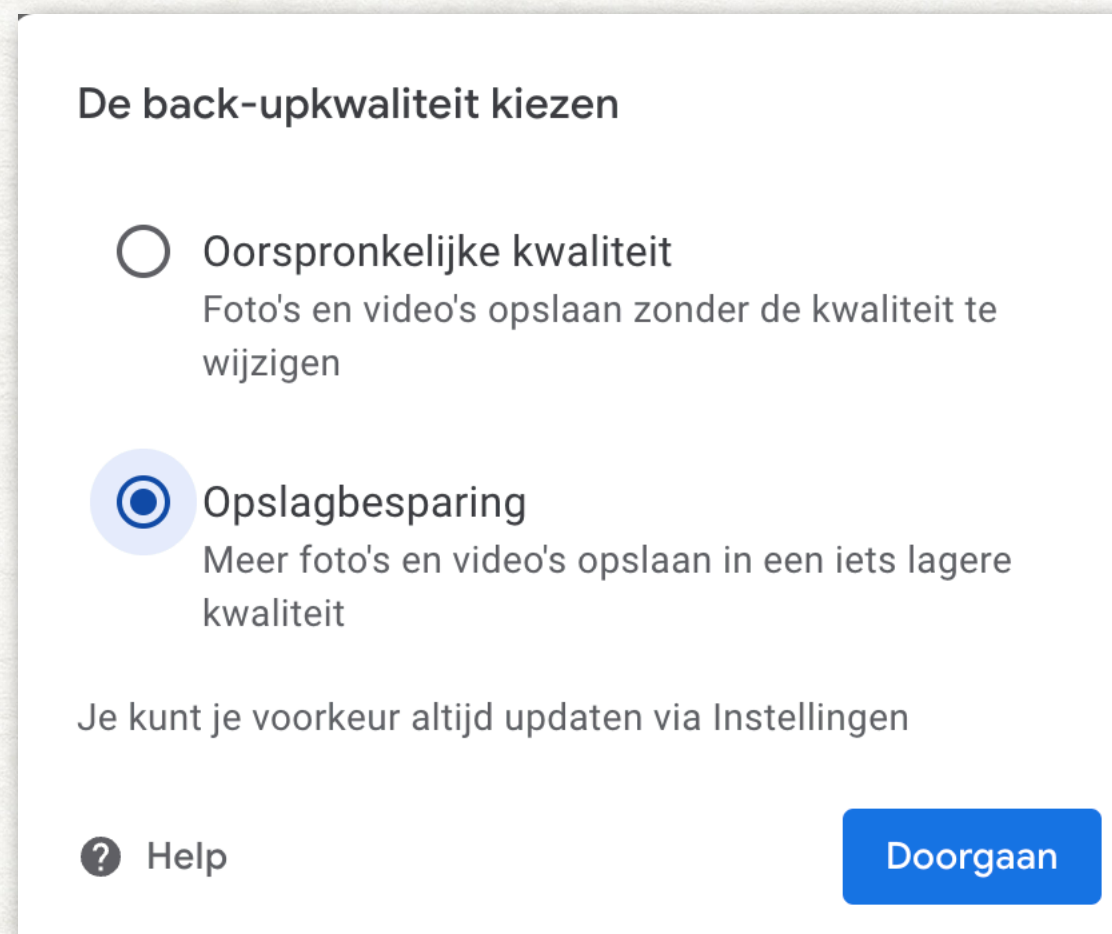 De back-upkwaliteit kiezen
Oorspronkelijke kwaliteit
Foto's en video's opslaan zonder de kwaliteit te
wijzigen
Opslagbesparing
Meer foto's en video's opslaan in een iets lagere
kwaliteit
Je kunt je voorkeur altijd updaten via Instellingen
Help
Doorgaan